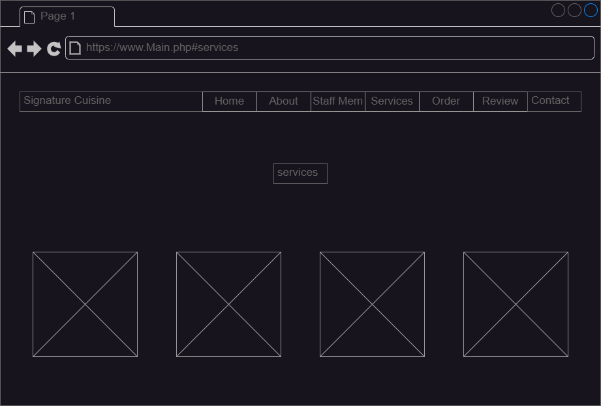 Page 1
https://www.Main.php#services
Signature Cuisine Home About Staff Mem Services Order Review Contact
services